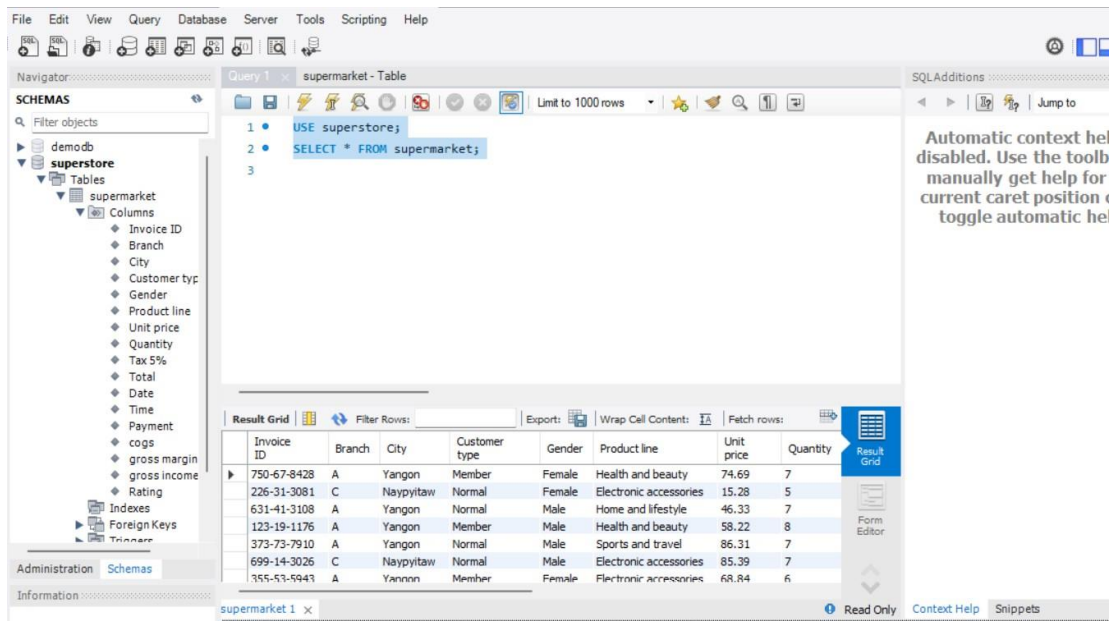 File Edit View Query Database Server Tools Scripting Help
Navigator
Query 1 supermarket - Table
SQLAdditions
SCHEMAS
Filter objects
Limit to 1000 rows
Jump to
demodb
superstore
Tables
supermarket
Columns
Invoice ID
Branch
City
Customer typ
Gender
Product line
Unit price
Quantity
Tax 5%
Total
Date
Time
Payment
cogs
gross margin
gross income
Rating
Indexes
Foreign Keys
Triggers
Administration Schemas
Information
1 USE superstore;
2 SELECT * FROM supermarket;
3
Automatic context hel
disabled. Use the toolb
manually get help for
current caret position
toggle automatic hel
Result Grid Filter Rows: Export: Wrap Cell Content: Fetch rows:
Invoice ID Branch City Customer type Gender Product line Unit price Quantity
750-67-8428 A Yangon Member Female Health and beauty 74.69 7
226-31-3081 C Naypyitaw Normal Female Electronic accessories 15.28 5
631-41-3108 A Yangon Normal Male Home and lifestyle 46.33 7
123-19-1176 A Yangon Member Male Health and beauty 58.22 8
373-73-7910 A Yangon Normal Male Sports and travel 86.31 7
699-14-3026 C Naypyitaw Normal Male Electronic accessories 85.39 7
355-53-5943 A Yangon Member Female Electronic accessories 68.84 6
Result Grid
Form Editor
supermarket 1
Read Only
Context Help Snippets